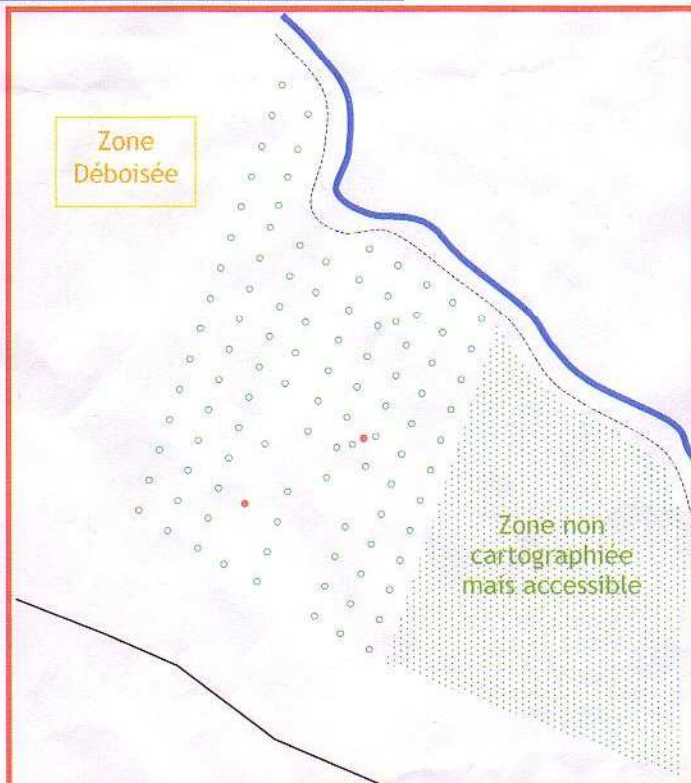 Zone
Déboisée
Zone non
cartographiée
mais accessible